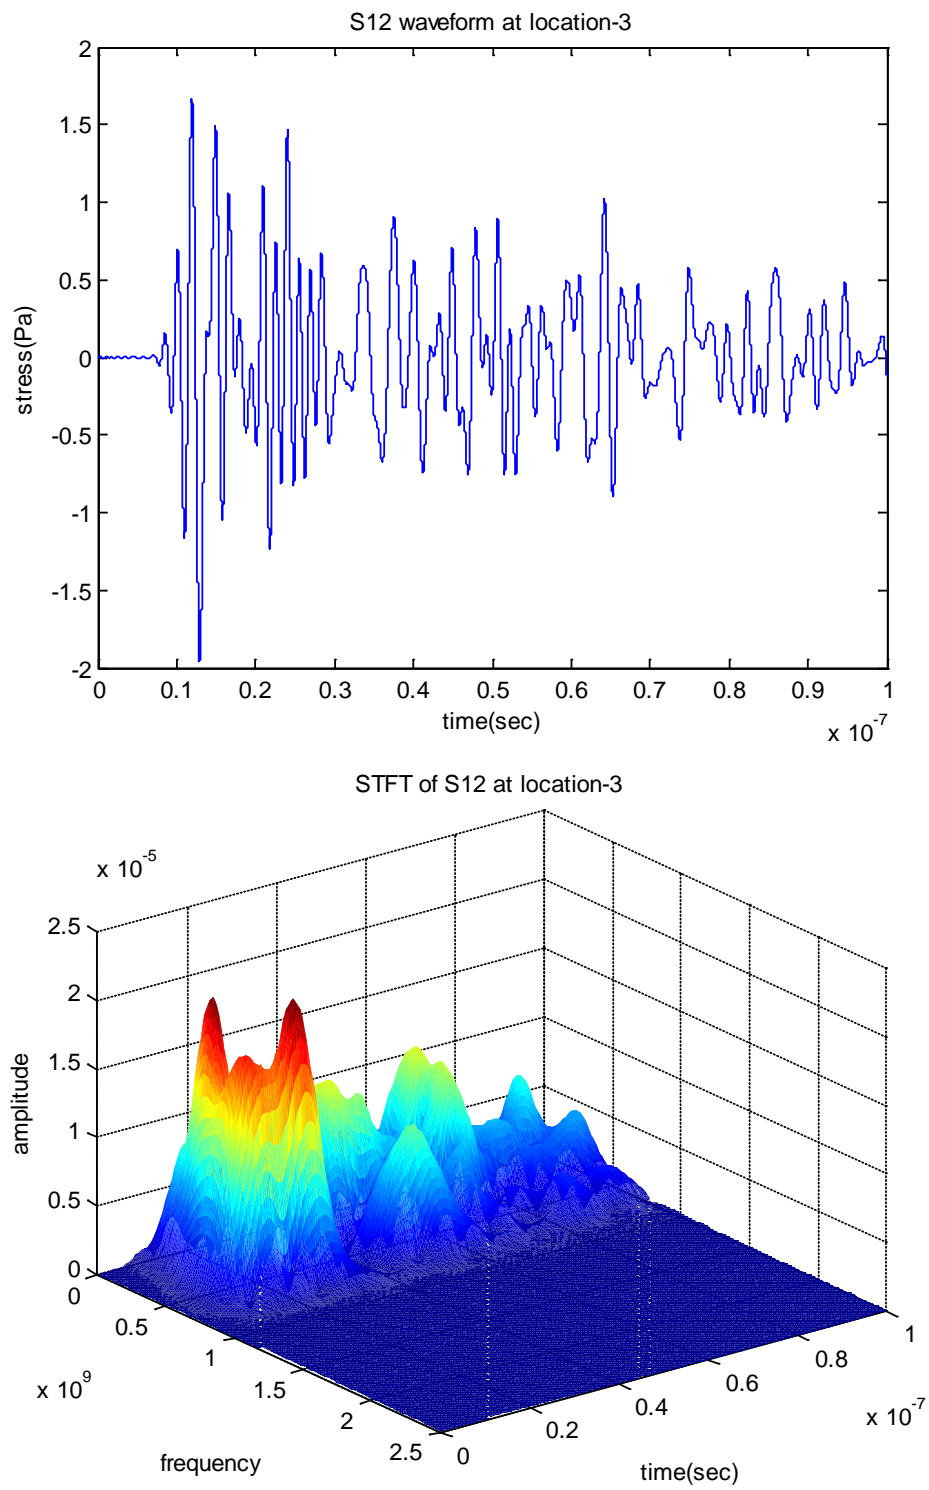 S12 waveform at location-3
2
1.5
1
0.5
0
-0.5
-1
-1.5
-2
stress(Pa)
0 0.1 0.2 0.3 0.4 0.5 0.6 0.7 0.8 0.9 1
time(sec)
x 10^-7
STFT of S12 at location-3
x 10^-5
2.5
2
1.5
1
0.5
0
amplitude
0
0.5
1
1.5
2
2.5
x 10^9
frequency
0
0.2
0.4
0.6
0.8
1
x 10^-7
time(sec)